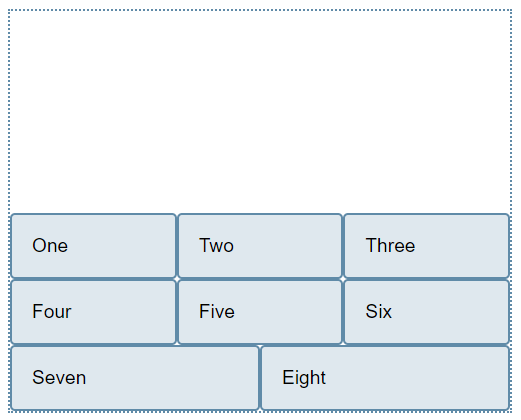 One Two Three
Four Five Six
Seven Eight